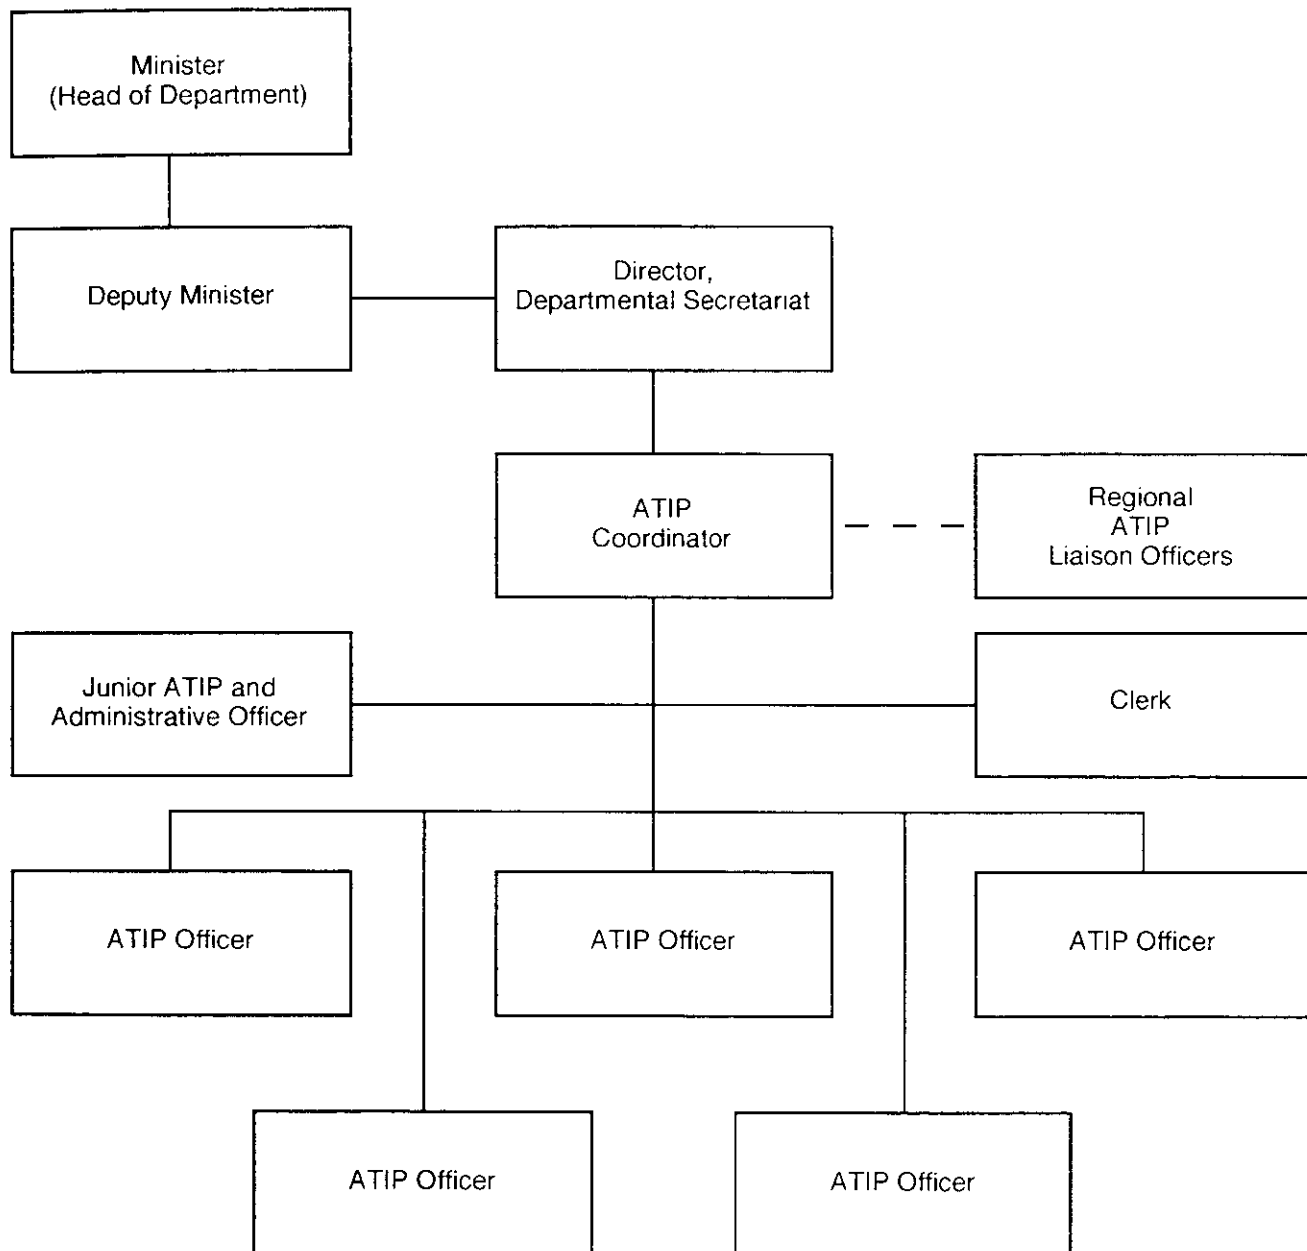 Minister
(Head of Department)
Deputy Minister
Director,
Departmental Secretariat
ATIP
Coordinator
Regional
ATIP
Liaison Officers
Junior ATIP and
Administrative Officer
Clerk
ATIP Officer
ATIP Officer
ATIP Officer
ATIP Officer
ATIP Officer